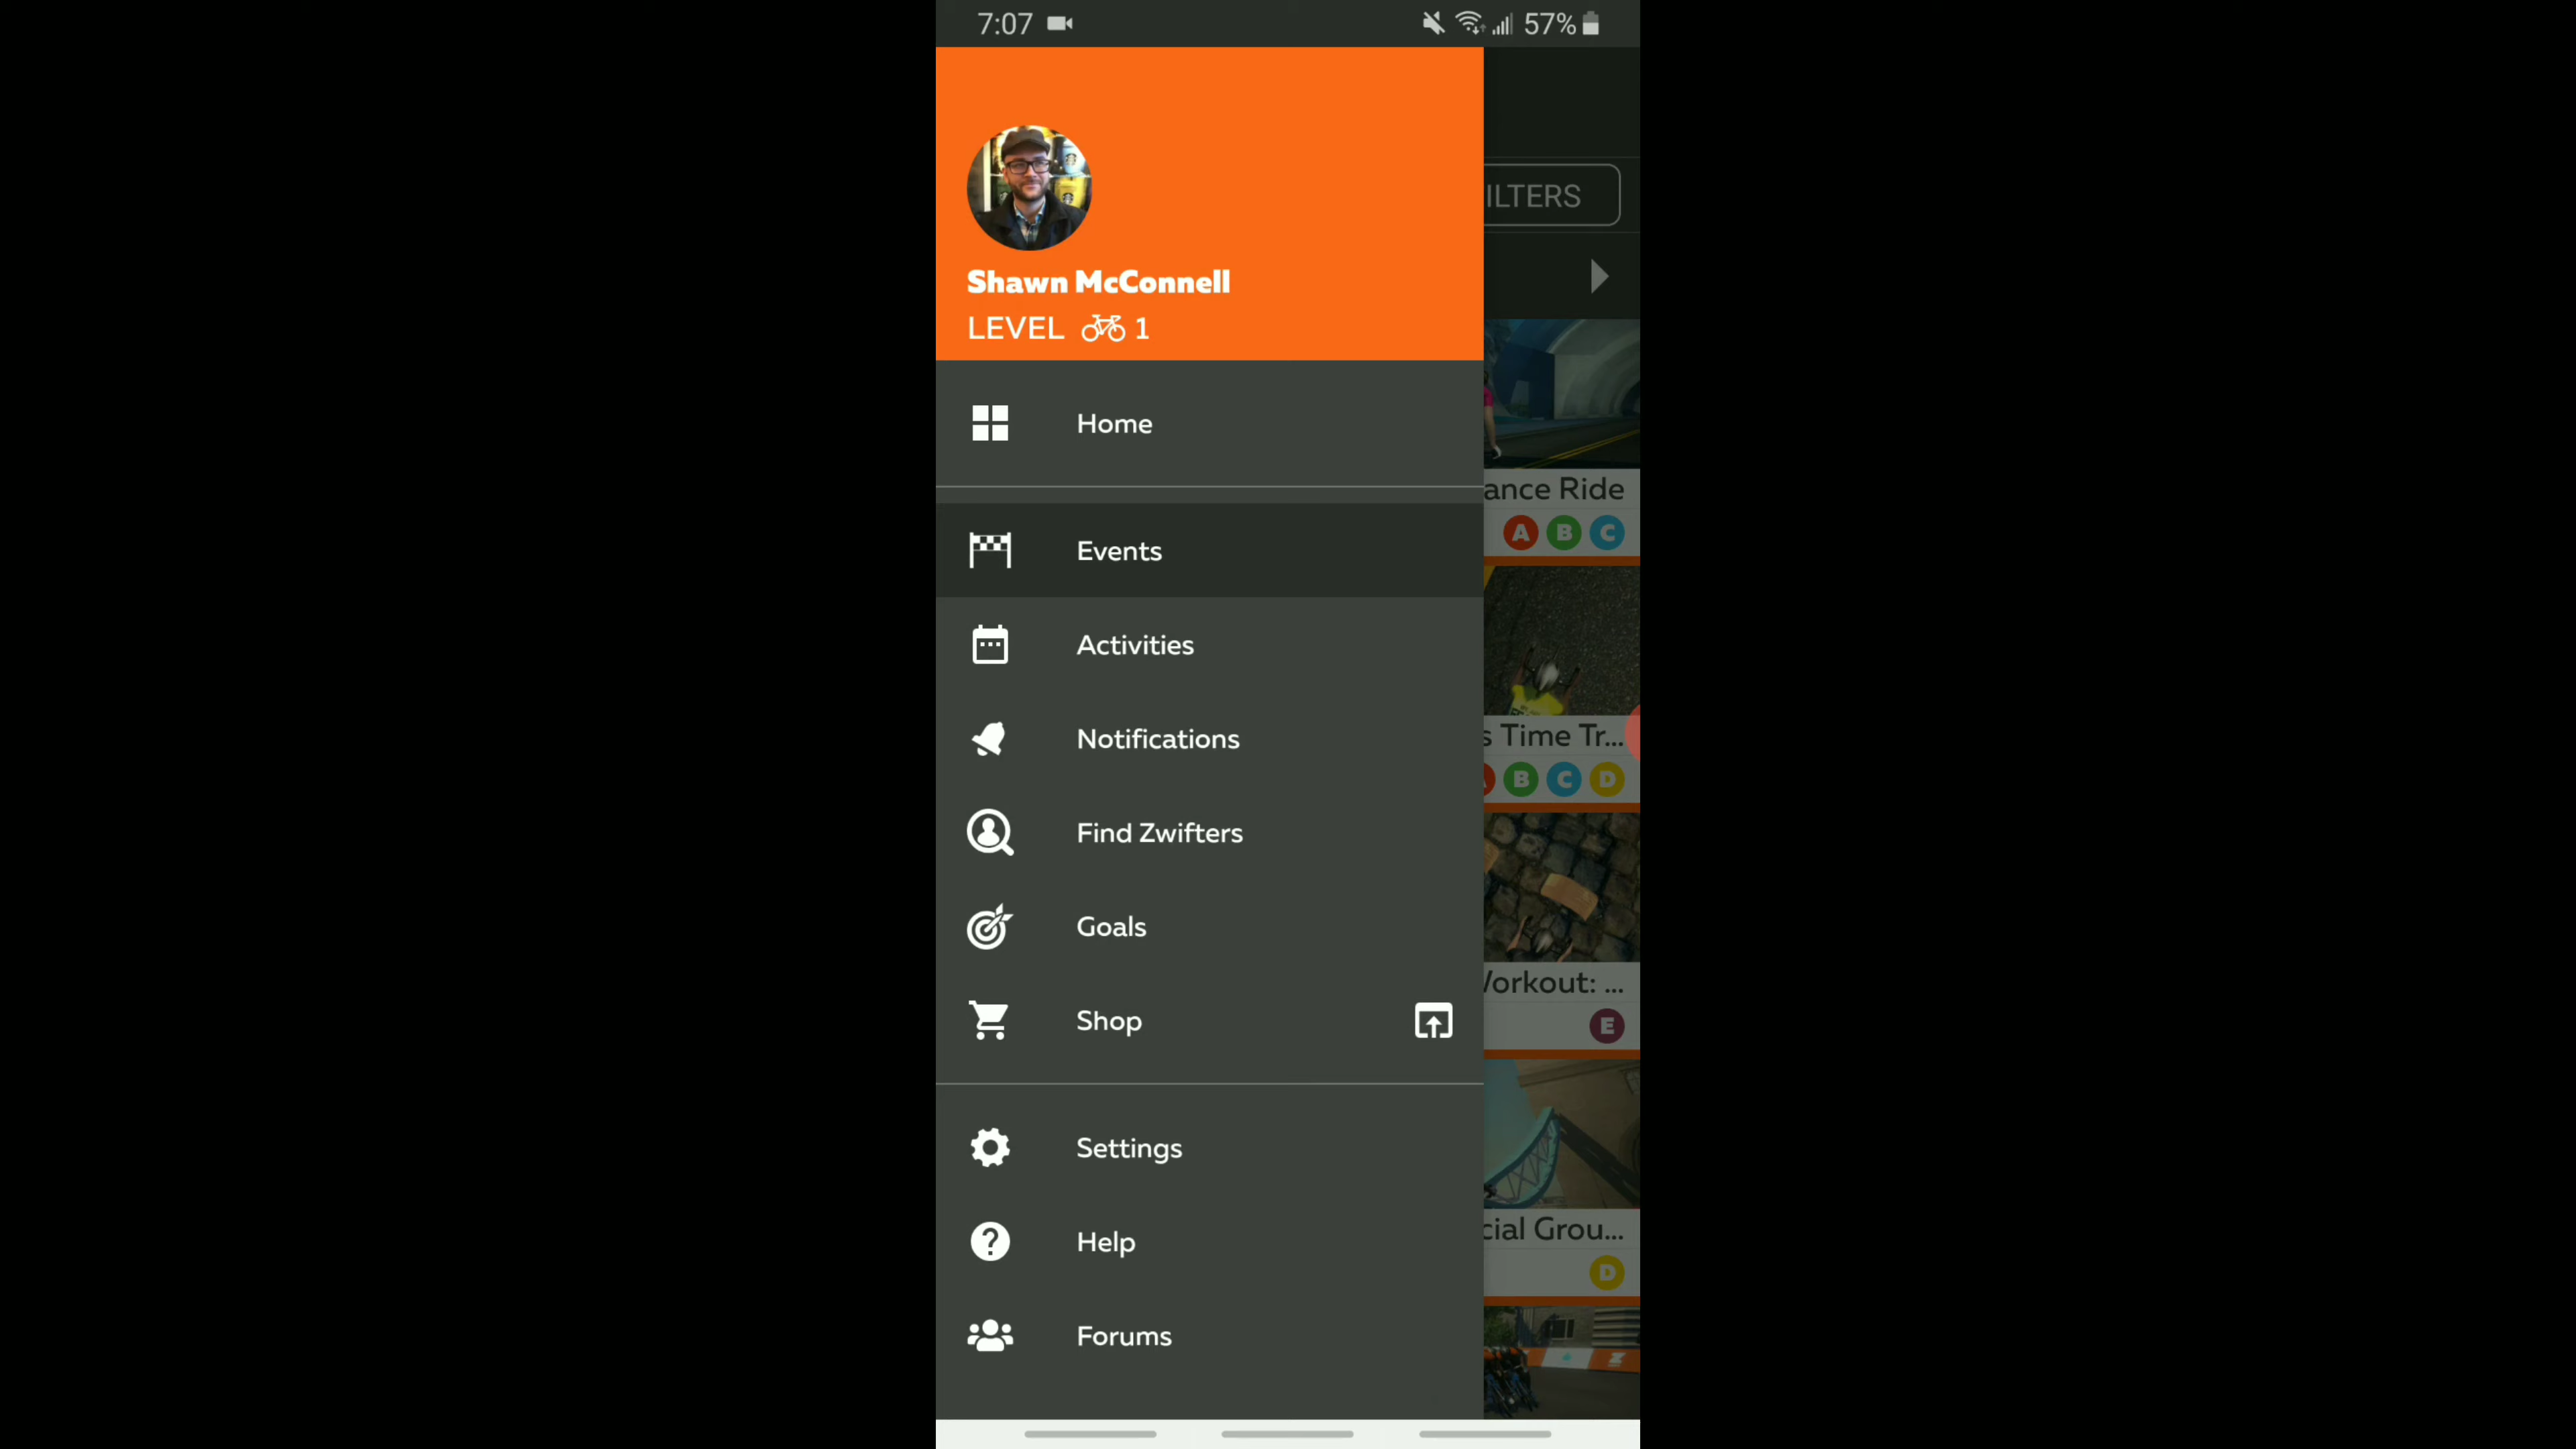 7:07
57%
Shawn McConnell
LEVEL 1
Home
Events
Activities
Notifications
Find Zwifters
Goals
Shop
Settings
Help
Forums
ILTERS
ance Ride
A B C
s Time Tr...
B C D
orkout: ...
E
cial Grou...
D